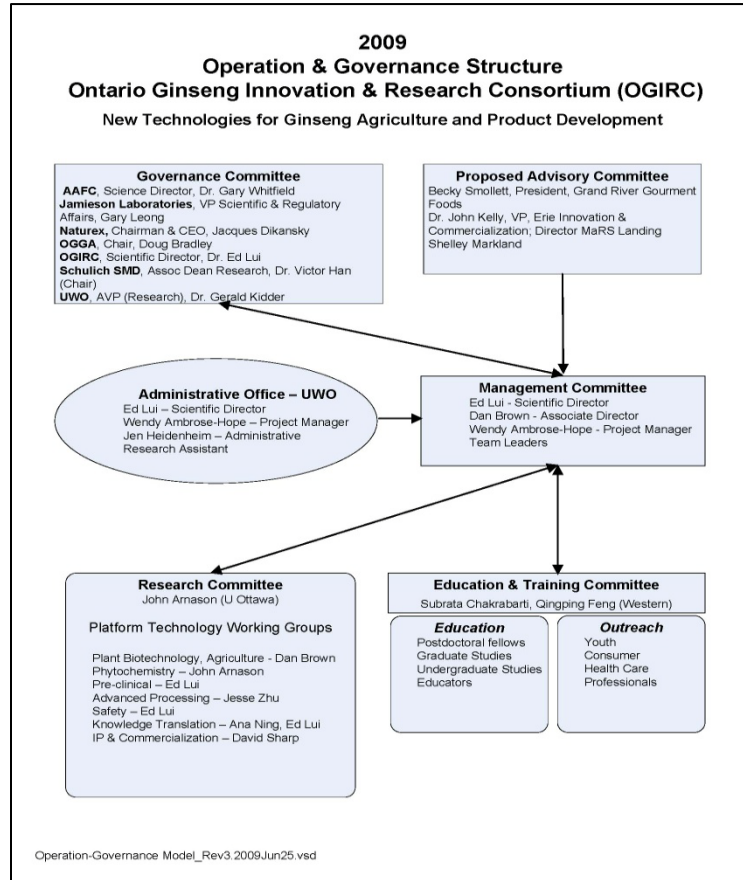 2009
Operation & Governance Structure
Ontario Ginseng Innovation & Research Consortium (OGIRC)
New Technologies for Ginseng Agriculture and Product Development
Governance Committee
AAFC, Science Director, Dr. Gary Whitfield
Jamieson Laboratories, VP Scientific & Regulatory
Affairs, Gary Leong
Naturex, Chairman & CEO, Jacques Dikansky
OGGA, Chair, Doug Bradley
OGIRC, Scientific Director, Dr. Ed Lui
Schulich SMD, Assoc Dean Research, Dr. Victor Han
(Chair)
UWO, AVP (Research), Dr. Gerald Kidder
Proposed Advisory Committee
Becky Smollett, President, Grand River Gourment
Foods
Dr. John Kelly, VP, Erie Innovation &
Commercialization; Director MaRS Landing
Shelley Markland
Administrative Office – UWO
Ed Lui – Scientific Director
Wendy Ambrose-Hope – Project Manager
Jen Heidenheim – Administrative
Research Assistant
Management Committee
Ed Lui - Scientific Director
Dan Brown - Associate Director
Wendy Ambrose-Hope - Project Manager
Team Leaders
Research Committee
John Arnason (U Ottawa)
Platform Technology Working Groups
Plant Biotechnology, Agriculture - Dan Brown
Phytochemistry – John Arnason
Pre-clinical – Ed Lui
Advanced Processing – Jesse Zhu
Safety – Ed Lui
Knowledge Translation – Ana Ning, Ed Lui
IP & Commercialization – David Sharp
Education & Training Committee
Subrata Chakrabarti, Qingping Feng (Western)
Education
Postdoctoral fellows
Graduate Studies
Undergraduate Studies
Educators
Outreach
Youth
Consumer
Health Care
Professionals
Operation-Governance Model_Rev3.2009Jun25.vsd